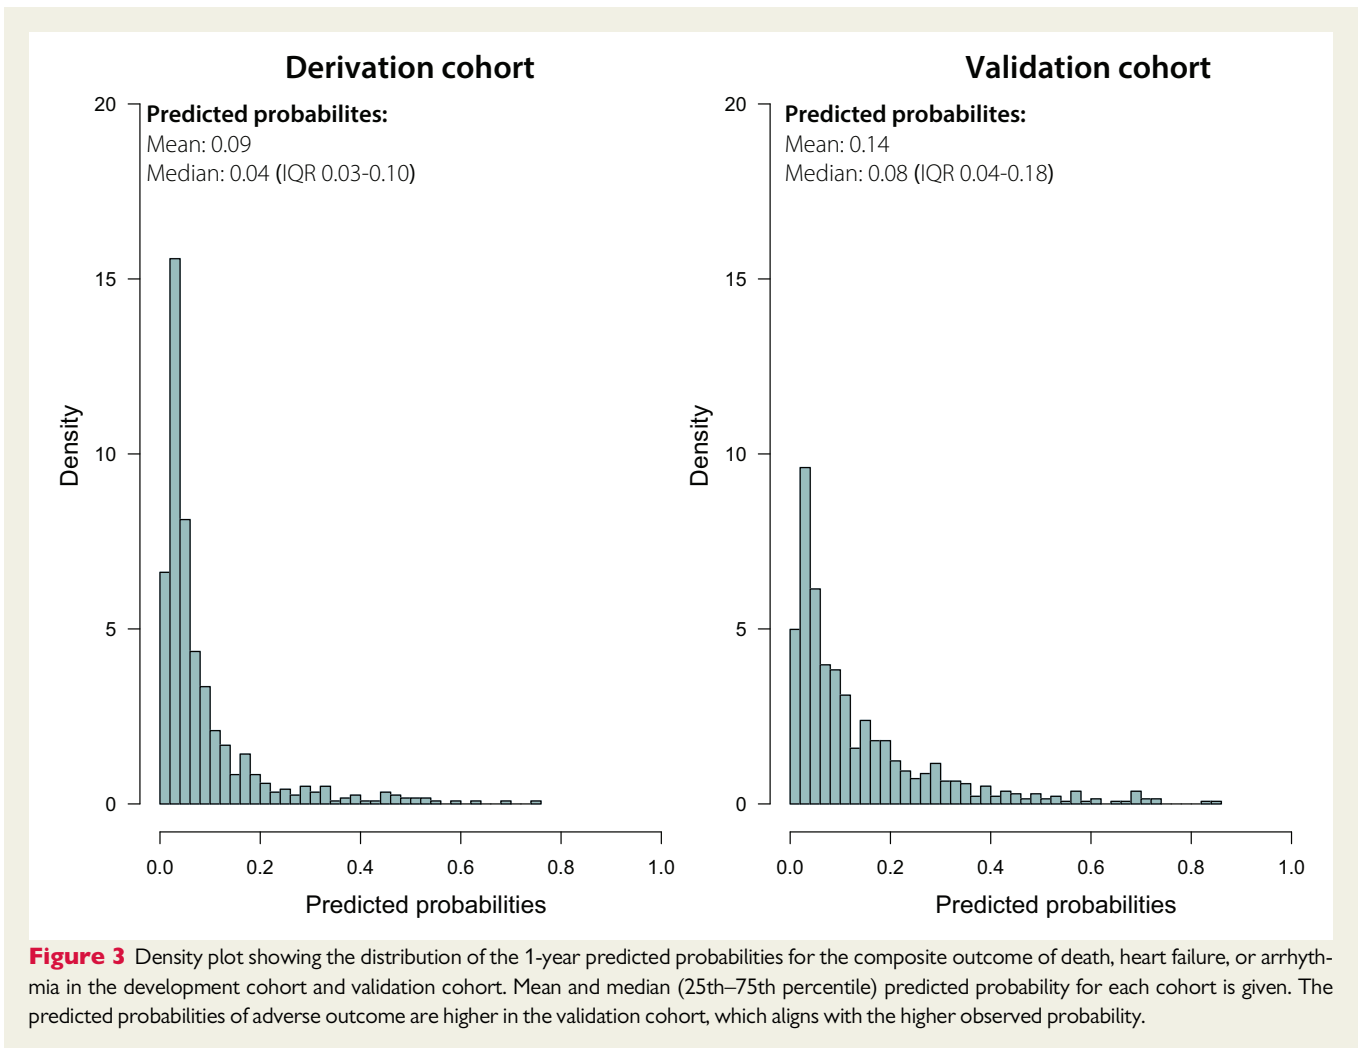 Derivation cohort
Predicted probabilites:
Mean: 0.09
Median: 0.04 (IQR 0.03-0.10)
20
15
10
5
0
Density
0.0 0.2 0.4 0.6 0.8 1.0
Predicted probabilities
Validation cohort
Predicted probabilites:
Mean: 0.14
Median: 0.08 (IQR 0.04-0.18)
20
15
10
5
0
Density
0.0 0.2 0.4 0.6 0.8 1.0
Predicted probabilities
Figure 3 Density plot showing the distribution of the 1-year predicted probabilities for the composite outcome of death, heart failure, or arrhyth-
mia in the development cohort and validation cohort. Mean and median (25th–75th percentile) predicted probability for each cohort is given. The
predicted probabilities of adverse outcome are higher in the validation cohort, which aligns with the higher observed probability.